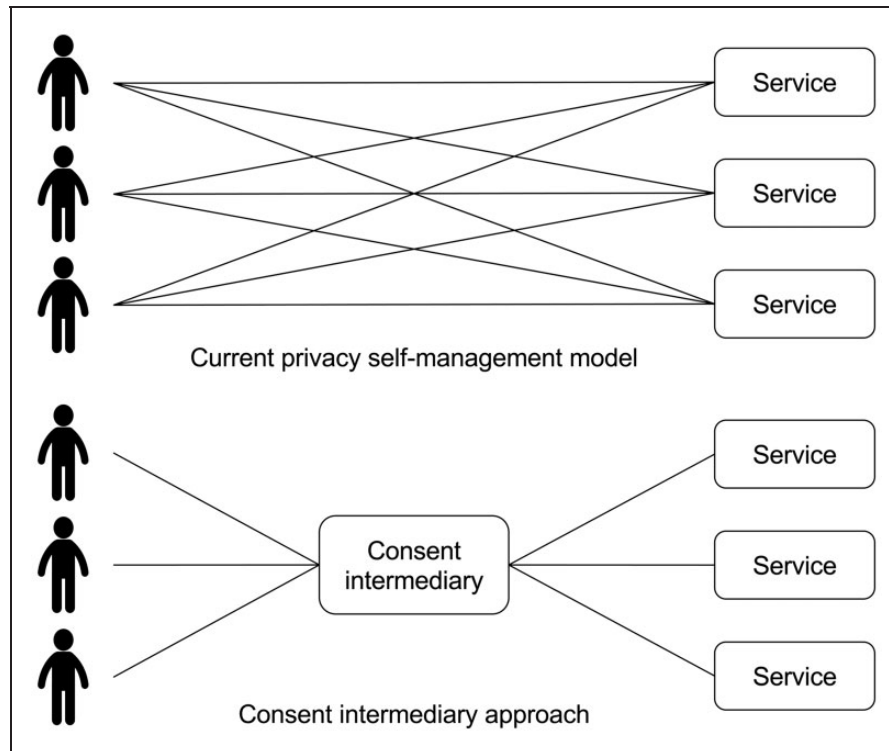 Service
Service
Service
Current privacy self-management model
Service
Consent
intermediary
Service
Service
Consent intermediary approach